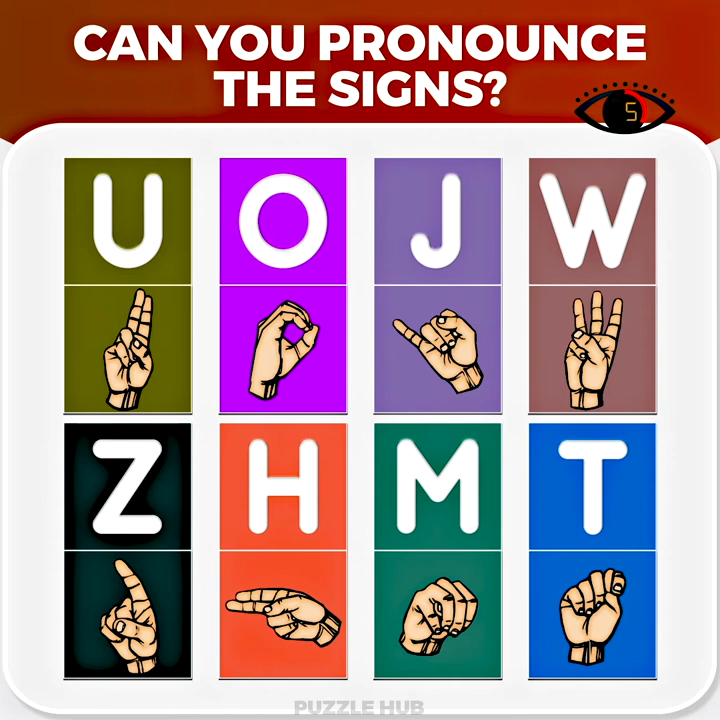 CAN YOU PRONOUNCE
THE SIGNS?
5
U O J W
Z H M T
PUZZLE HUB